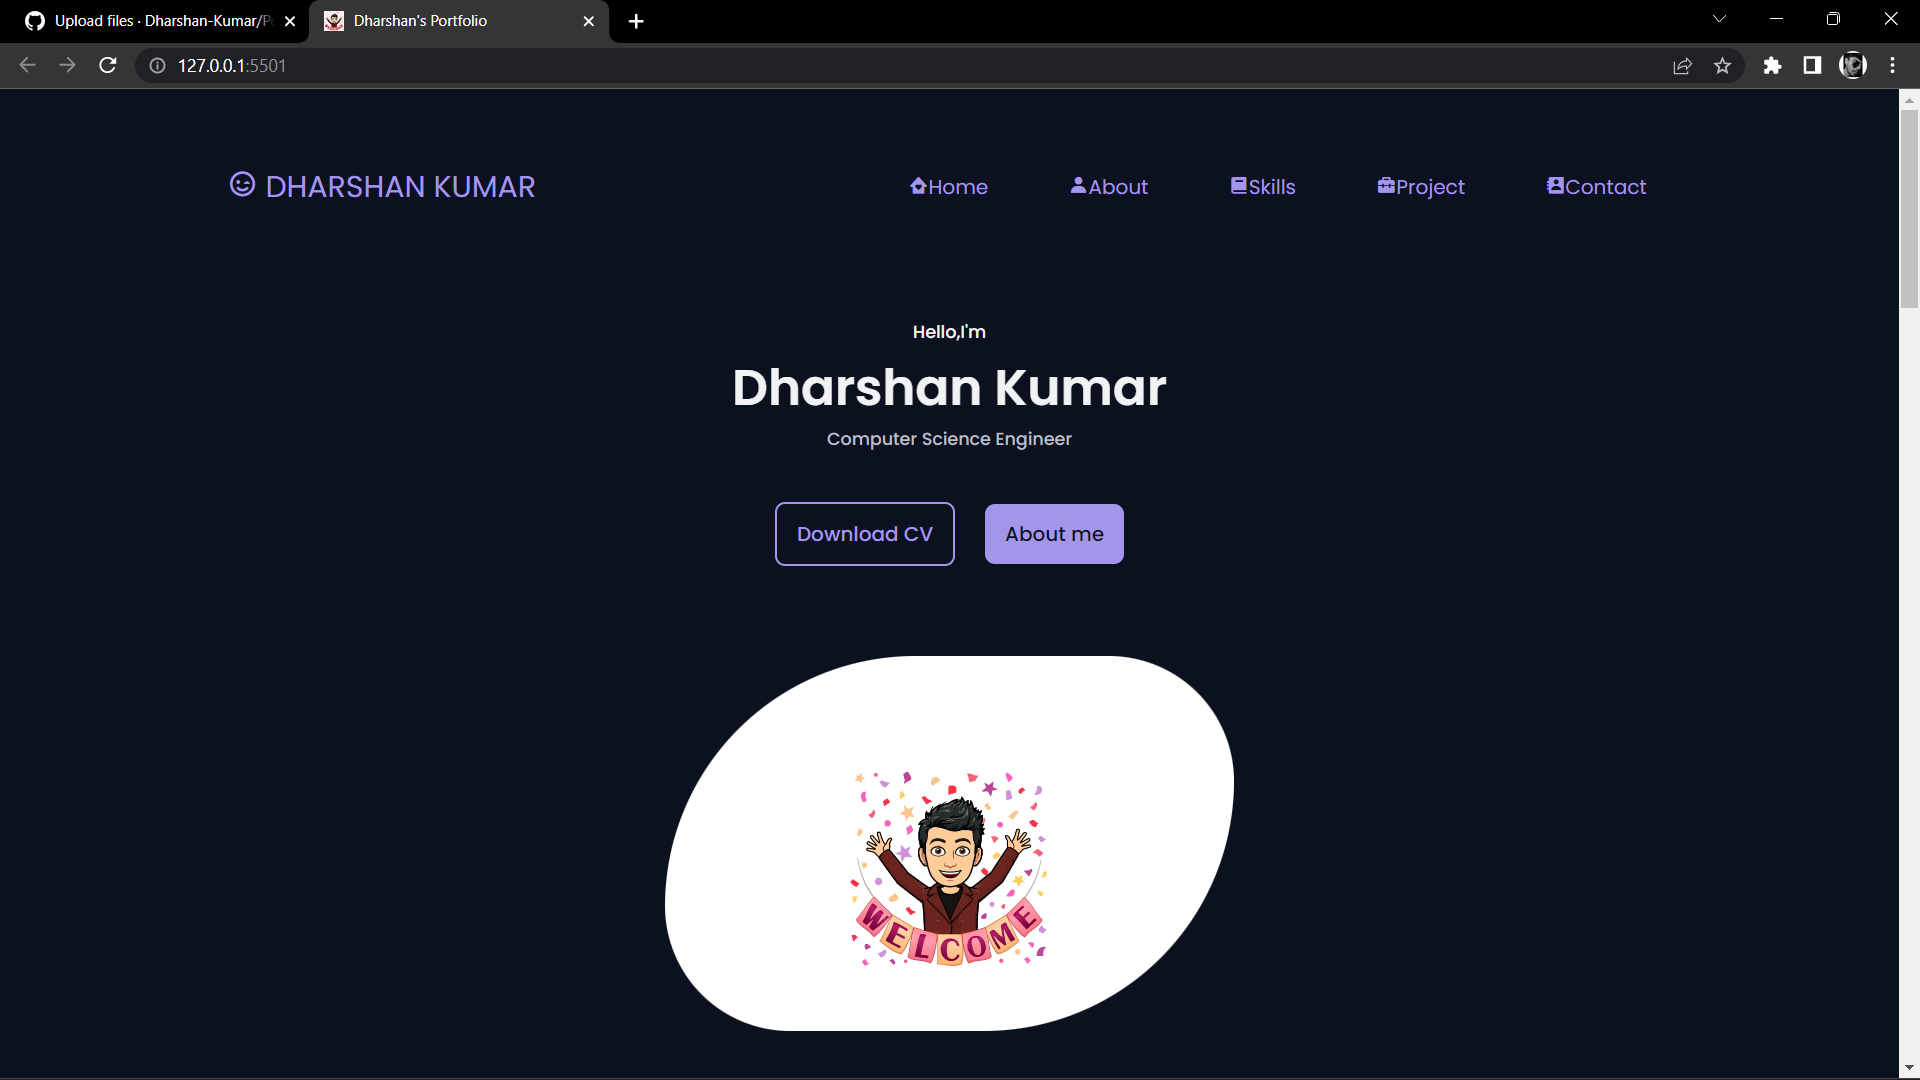 Upload files · Dharshan-Kumar/P
Dharshan's Portfolio
127.0.0.1:5501
DHARSHAN KUMAR
Home
About
Skills
Project
Contact
Hello,I'm
Dharshan Kumar
Computer Science Engineer
Download CV
About me
WELCOME